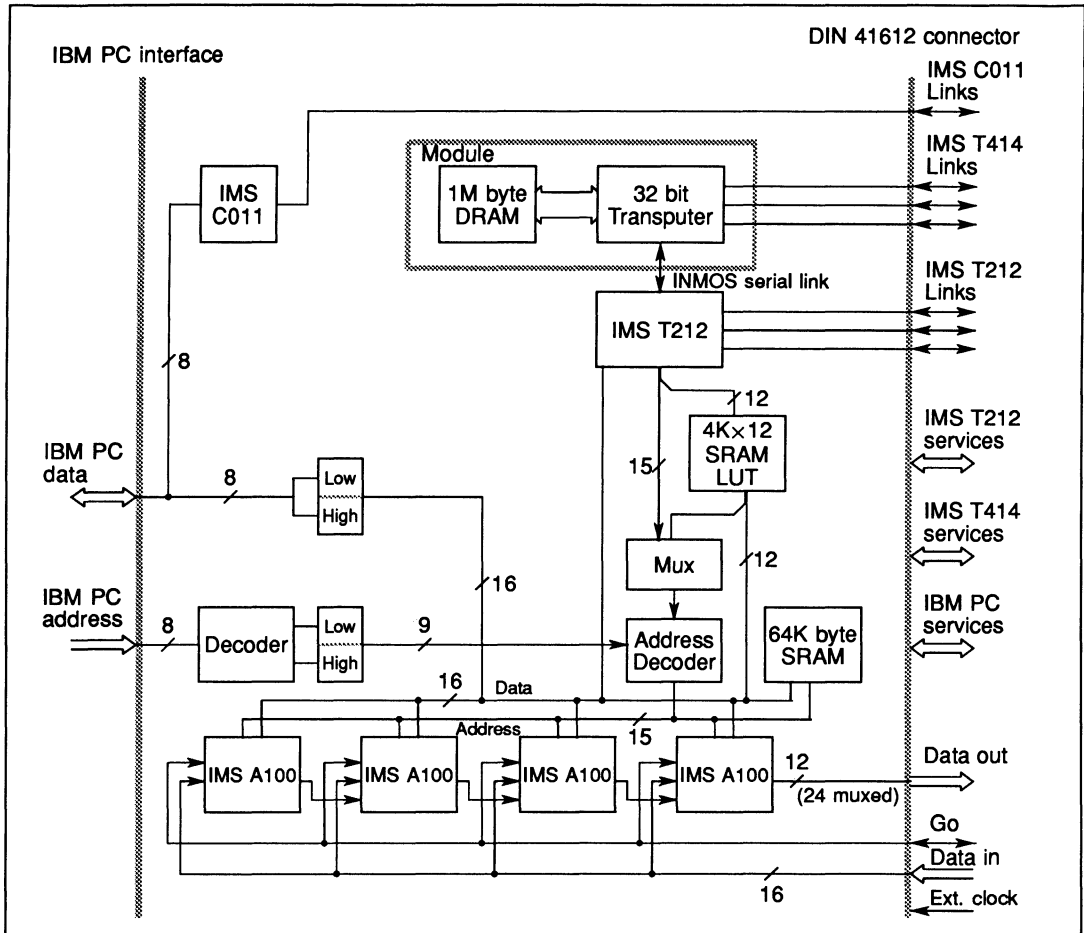 IBM PC interface
DIN 41612 connector
IMS C011
Links
Module
IMS T414
Links
IMS
C011
1M byte
DRAM
32 bit
Transputer
INMOS serial link
IMS T212
Links
IMS T212
8
12
4K×12
SRAM
LUT
15
IMS T212
services
IBM PC
data
8
Low
High
IMS T414
services
16
Mux
12
IBM PC
address
8
Decoder
Low
High
9
Address
Decoder
64K byte
SRAM
IBM PC
services
16
Data
Address
15
IMS A100
IMS A100
IMS A100
IMS A100
12
(24 muxed)
Data out
Go
Data in
16
Ext. clock